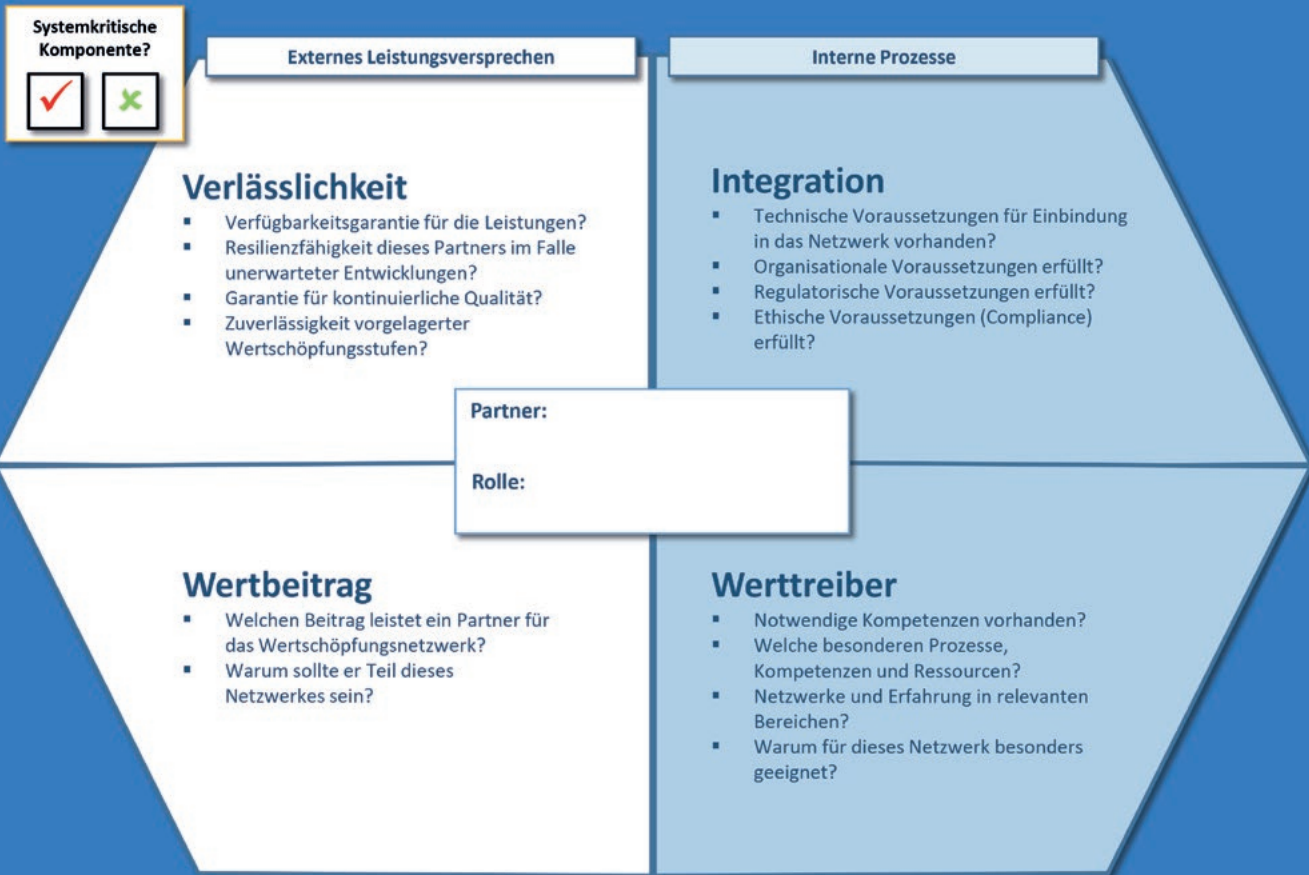 Systemkritische
Komponente?
Externes Leistungsversprechen
Interne Prozesse
Verlässlichkeit
▪ Verfügbarkeitsgarantie für die Leistungen?
▪ Resilienzfähigkeit dieses Partners im Falle
unerwarteter Entwicklungen?
▪ Garantie für kontinuierliche Qualität?
▪ Zuverlässigkeit vorgelagerter
Wertschöpfungsstufen?
Integration
▪ Technische Voraussetzungen für Einbindung
in das Netzwerk vorhanden?
▪ Organisationale Voraussetzungen erfüllt?
▪ Regulatorische Voraussetzungen erfüllt?
▪ Ethische Voraussetzungen (Compliance)
erfüllt?
Partner:
Rolle:
Wertbeitrag
▪ Welchen Beitrag leistet ein Partner für
das Wertschöpfungsnetzwerk?
▪ Warum sollte er Teil dieses
Netzwerkes sein?
Werttreiber
▪ Notwendige Kompetenzen vorhanden?
▪ Welche besonderen Prozesse,
Kompetenzen und Ressourcen?
▪ Netzwerke und Erfahrung in relevanten
Bereichen?
▪ Warum für dieses Netzwerk besonders
geeignet?